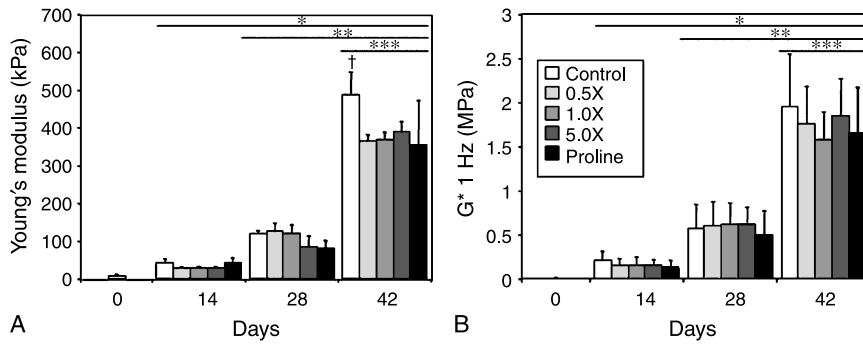 700
600
500
400
300
200
100
0
Young's modulus (kPa)
*
**
***
†
0 14 28 42
Days
A
3
2.5
2
1.5
1
0.5
0
G* 1 Hz (MPa)
*
**
***
Control
0.5X
1.0X
5.0X
Proline
0 14 28 42
Days
B